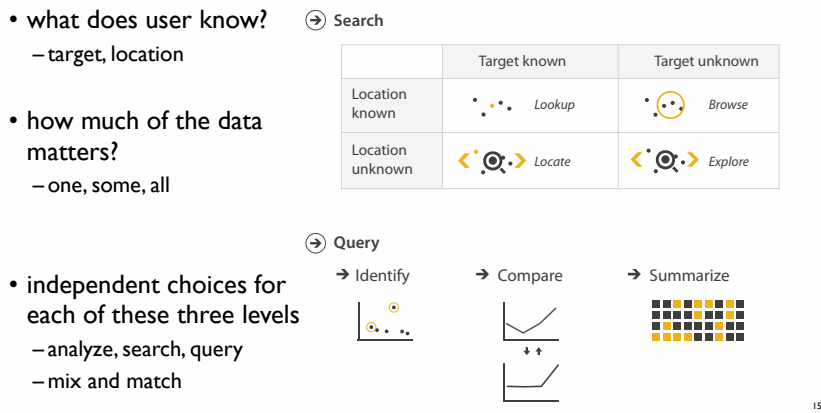 • what does user know?
– target, location
• how much of the data
matters?
– one, some, all
• independent choices for
each of these three levels
– analyze, search, query
– mix and match
Search
Target known Target unknown
Location
known
Lookup Browse
Location
unknown
Locate Explore
Query
➔ Identify ➔ Compare ➔ Summarize
15